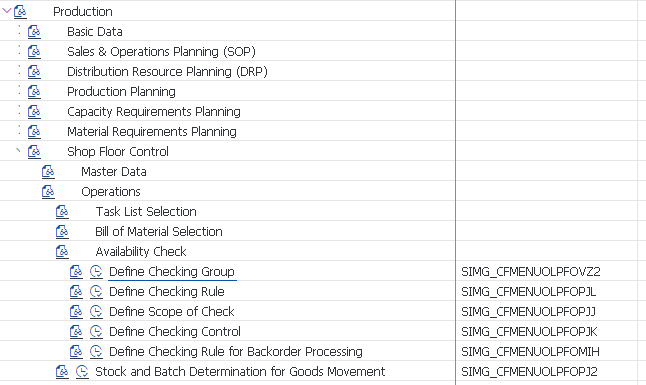 Production
Basic Data
Sales & Operations Planning (SOP)
Distribution Resource Planning (DRP)
Production Planning
Capacity Requirements Planning
Material Requirements Planning
Shop Floor Control
Master Data
Operations
Task List Selection
Bill of Material Selection
Availability Check
Define Checking Group SIMG_CFMENUOLPFOVZ2
Define Checking Rule SIMG_CFMENUOLPFOPJL
Define Scope of Check SIMG_CFMENUOLPFOPJJ
Define Checking Control SIMG_CFMENUOLPFOPJK
Define Checking Rule for Backorder Processing SIMG_CFMENUOLPFOMIH
Stock and Batch Determination for Goods Movement SIMG_CFMENUOLPFOPJ2